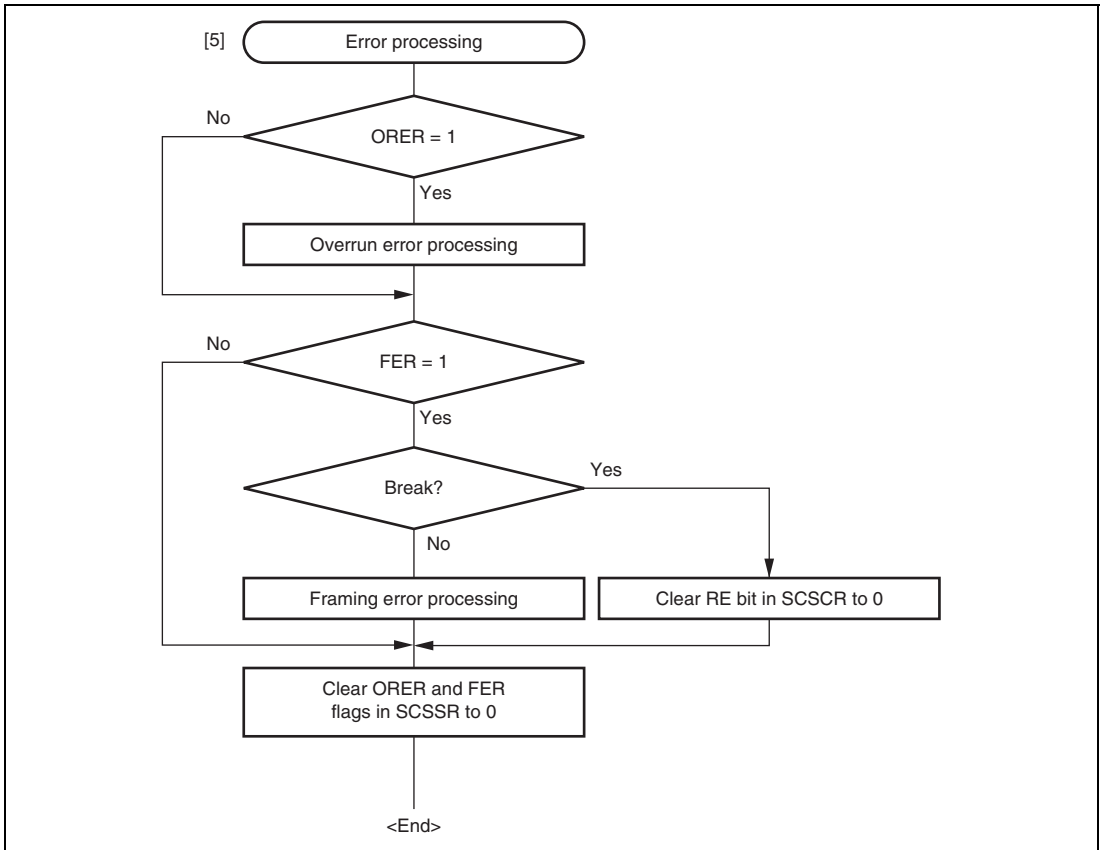 [5]
Error processing
No
ORER = 1
Yes
Overrun error processing
No
FER = 1
Yes
Break?
Yes
No
Framing error processing
Clear RE bit in SCSCR to 0
Clear ORER and FER
flags in SCSSR to 0
<End>